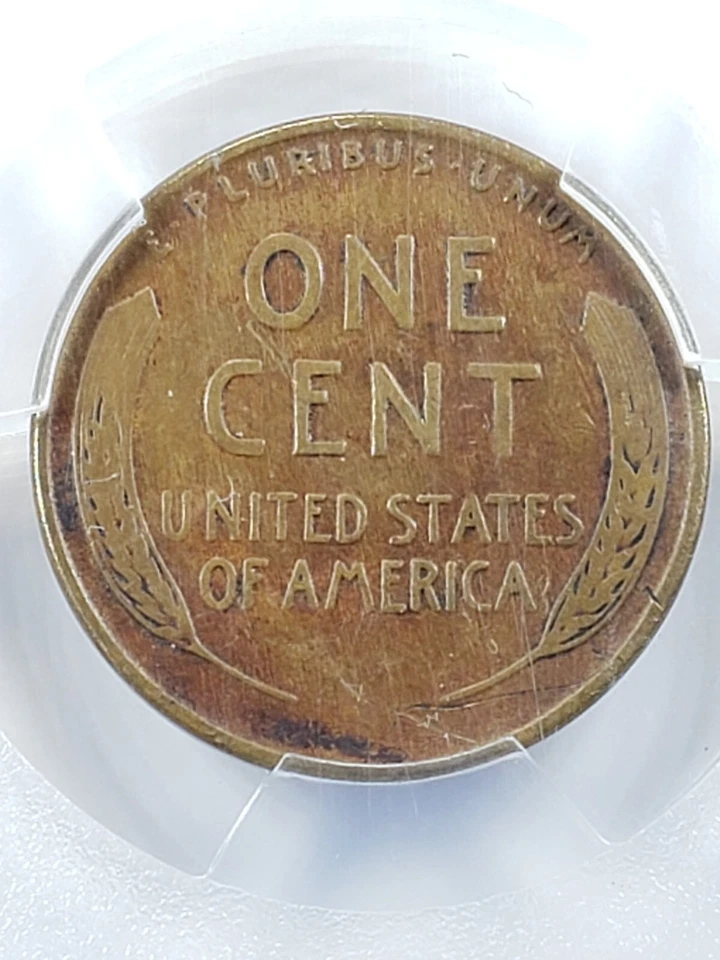 E · PLURIBUS · UNUM
ONE
CENT
UNITED STATES
OF AMERICA